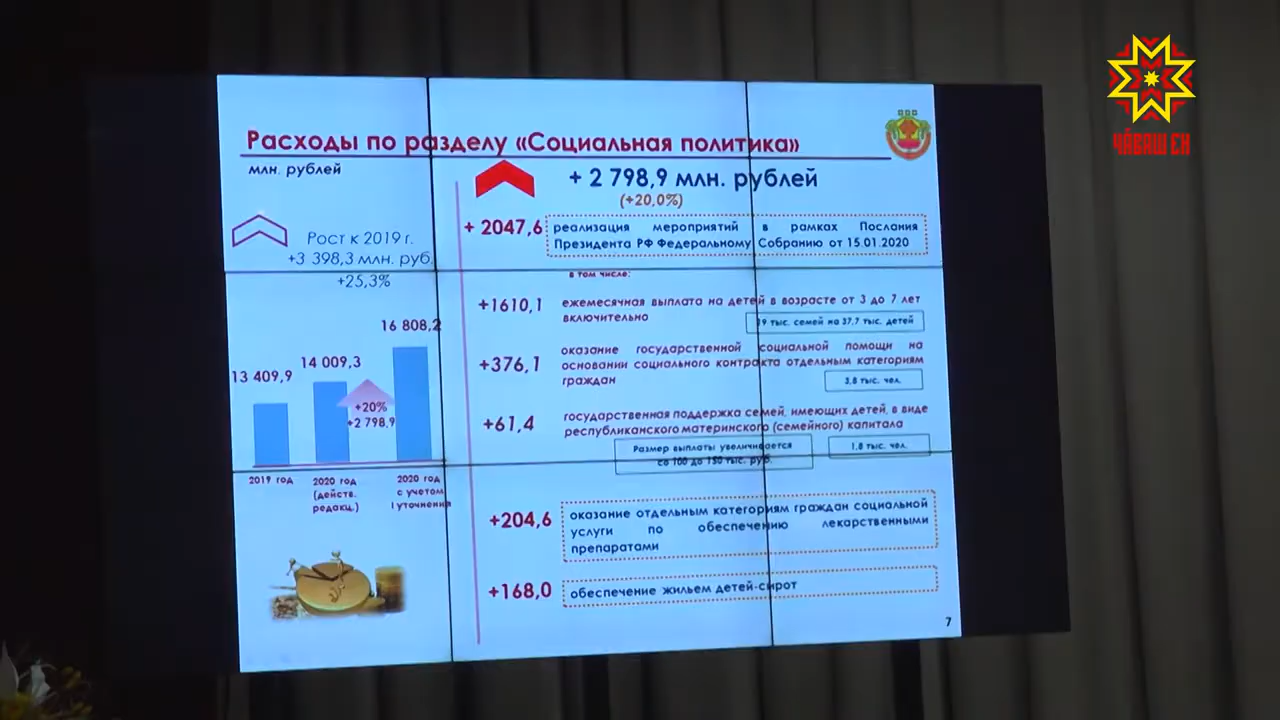 ЧӐВАШ ЕН
Расходы по разделу «Социальная политика»
млн. рублей
+ 2 798,9 млн. рублей
(+20,0%)
Рост к 2019 г.
+3 398,3 млн. руб.
+25,3%
13 409,9
14 009,3
16 808,2
+20%
+2 798,9
2019 год
2020 год
(действ.
редакц.)
2020 год
с учетом
I уточнения
+ 2047,6
реализация мероприятий в рамках Послания
Президента РФ Федеральному Собранию от 15.01.2020
в том числе:
+1610,1
ежемесячная выплата на детей в возрасте от 3 до 7 лет
включительно
19 тыс. семей на 37,7 тыс. детей
+376,1
оказание государственной социальной помощи на
основании социального контракта отдельным категориям
граждан
3,8 тыс. чел.
+61,4
государственная поддержка семей, имеющих детей, в виде
республиканского материнского (семейного) капитала
Размер выплаты увеличивается
со 100 до 150 тыс. руб.
1,8 тыс. чел.
+204,6
оказание отдельным категориям граждан социальной
услуги по обеспечению лекарственными
препаратами
+168,0
обеспечение жильем детей-сирот
7